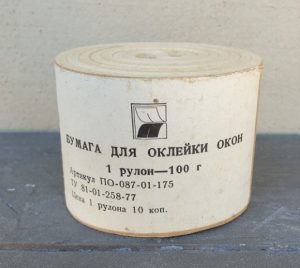 БУМАГА ДЛЯ ОКЛЕЙКИ ОКОН
1 рулон—100 г
Артикул ПО-087-01-175
ТУ 81-01-258-77
Цена 1 рулона 10 коп.